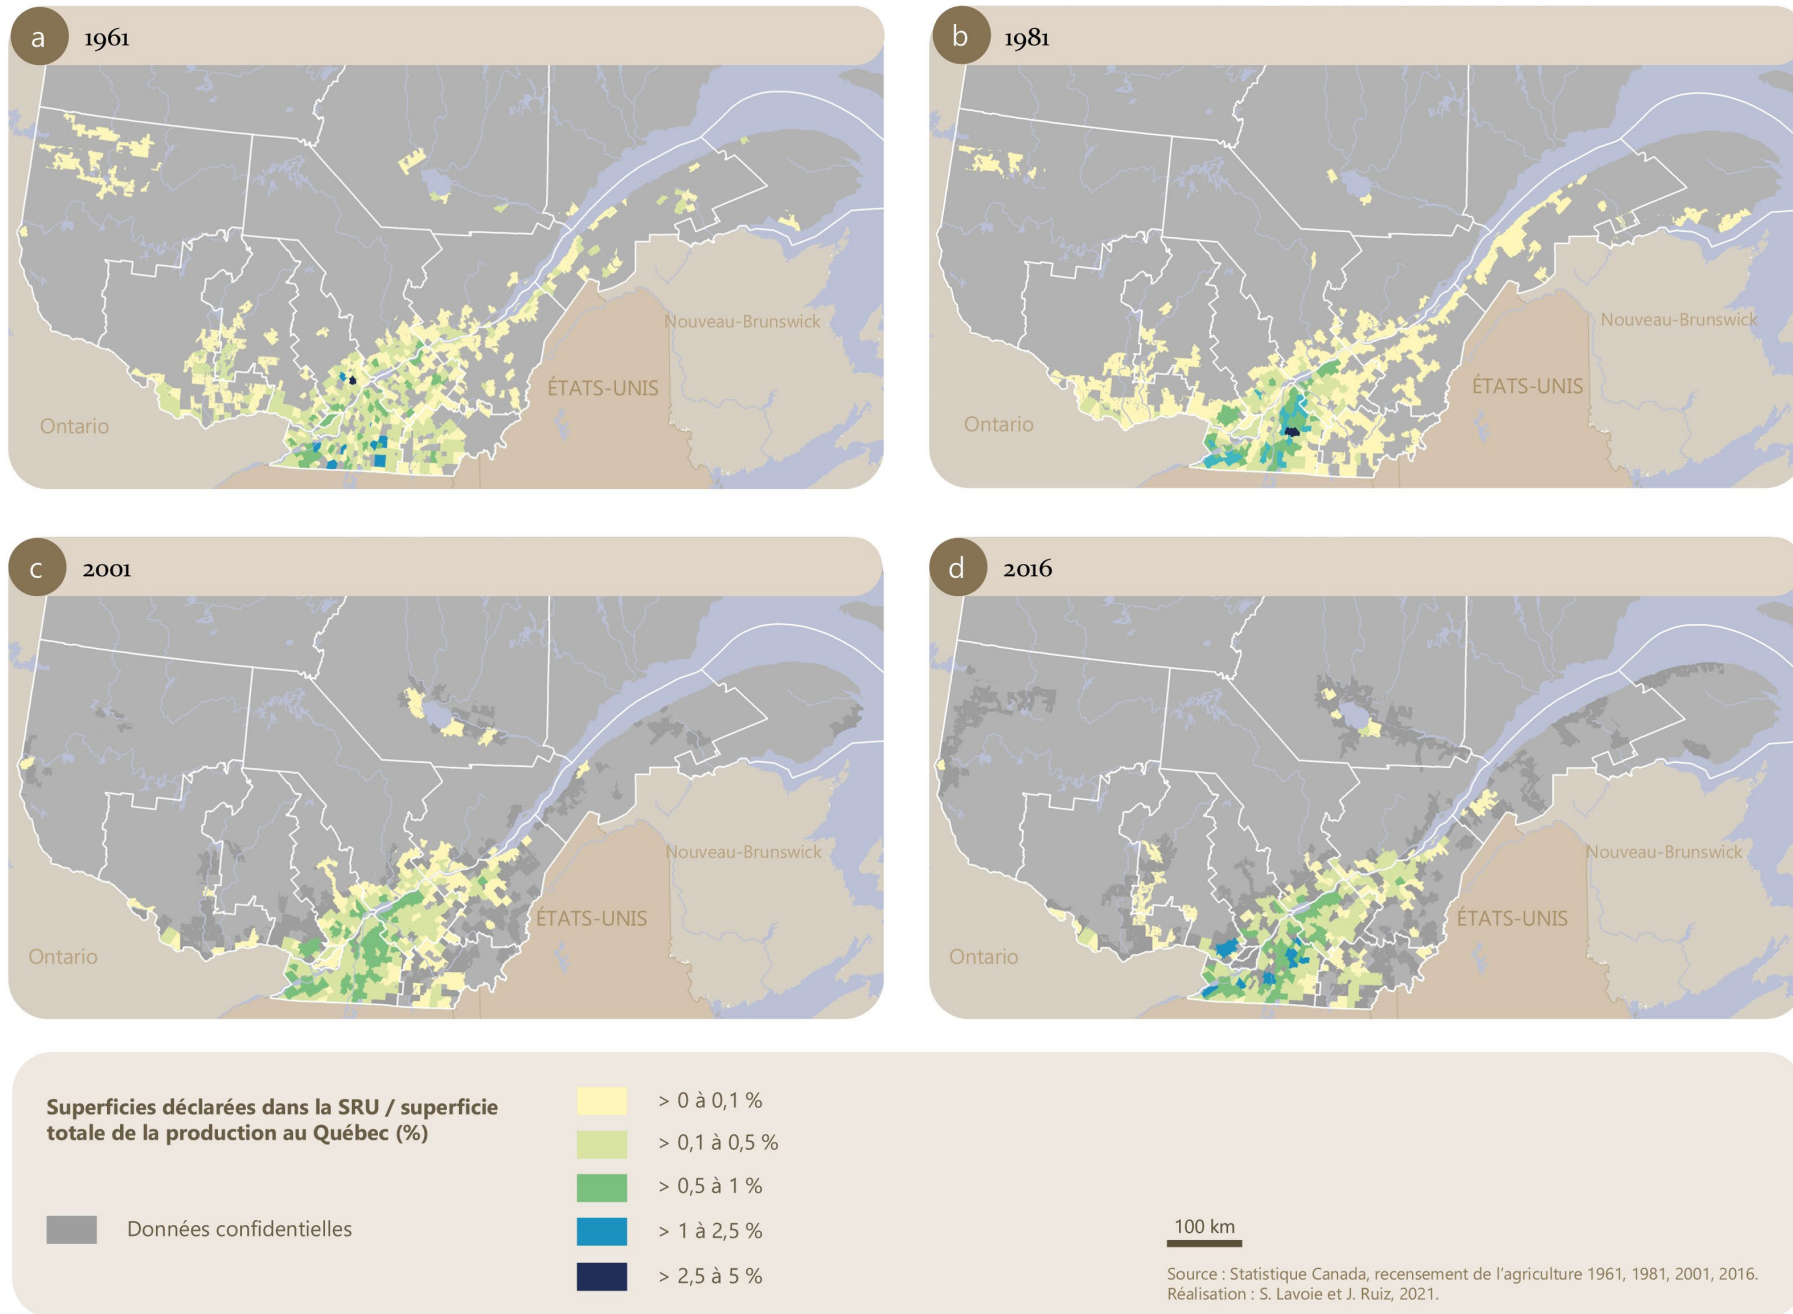 a 1961
Nouveau-Brunswick
ÉTATS-UNIS
Ontario
b 1981
Nouveau-Brunswick
ÉTATS-UNIS
Ontario
c 2001
Nouveau-Brunswick
ÉTATS-UNIS
Ontario
d 2016
Nouveau-Brunswick
ÉTATS-UNIS
Ontario
Superficies déclarées dans la SRU / superficie
totale de la production au Québec (%)
Données confidentielles
> 0 à 0,1 %
> 0,1 à 0,5 %
> 0,5 à 1 %
> 1 à 2,5 %
> 2,5 à 5 %
100 km
Source : Statistique Canada, recensement de l'agriculture 1961, 1981, 2001, 2016.
Réalisation : S. Lavoie et J. Ruiz, 2021.